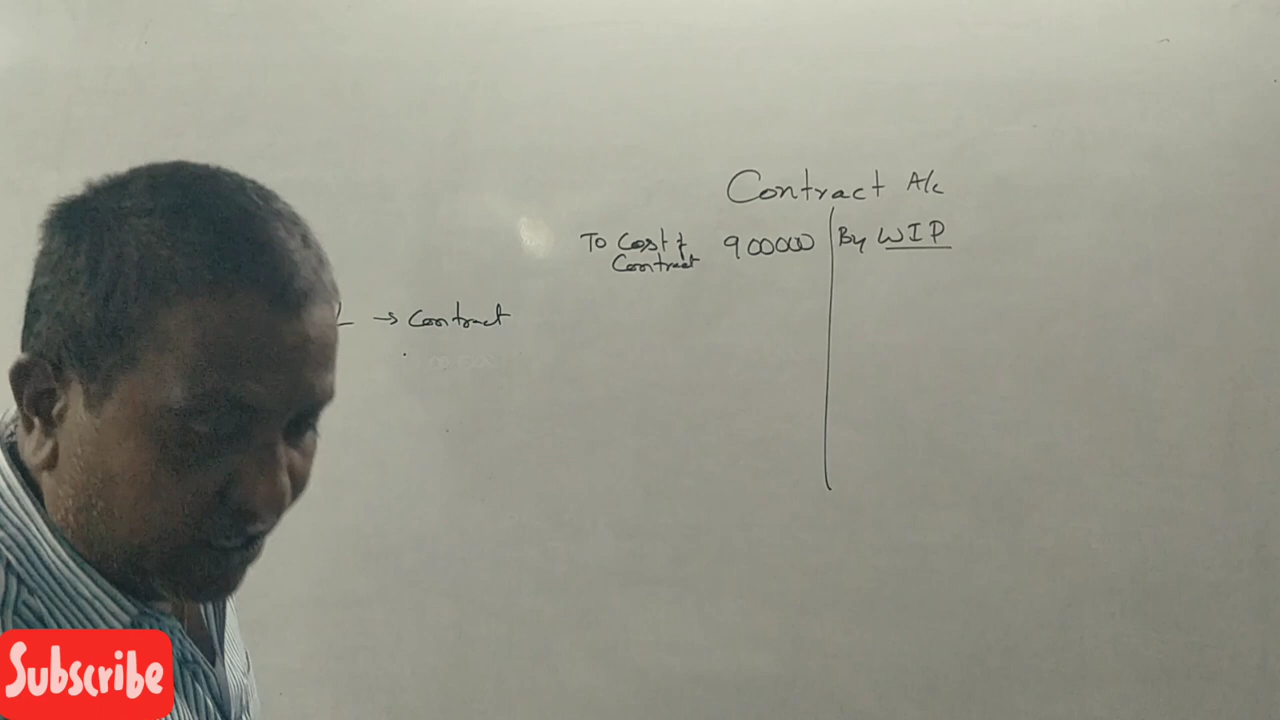 Contract A/c
To Cost of 900000 By WIP
Contract
→ Contract
Subscribe